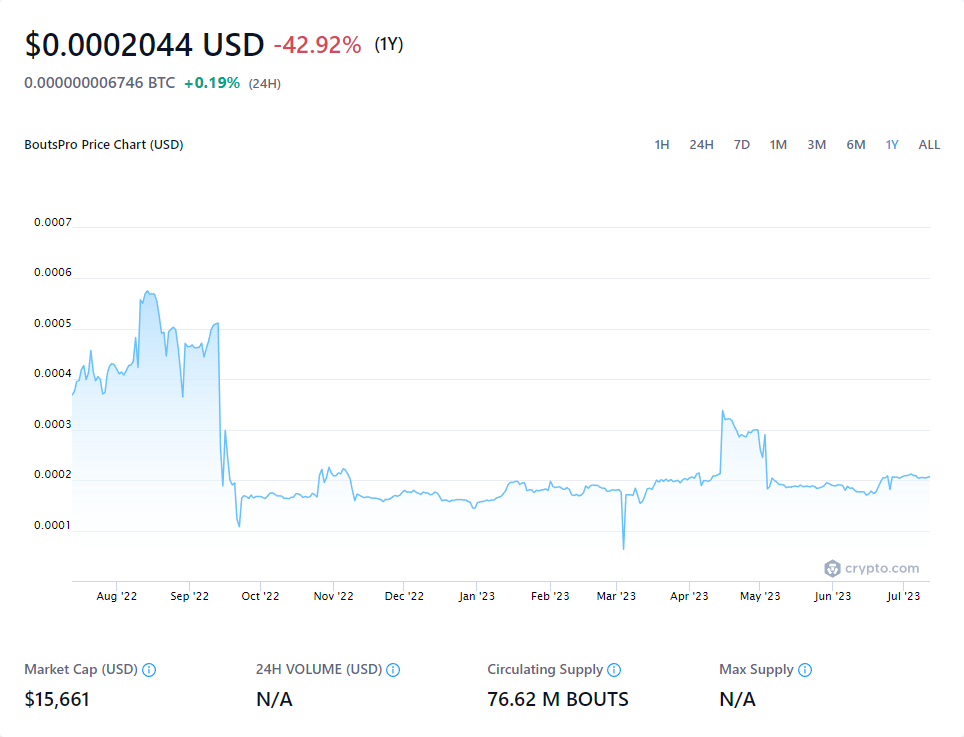 $0.0002044 USD -42.92% (1Y)
0.000000006746 BTC +0.19% (24H)
BoutsPro Price Chart (USD) 1H 24H 7D 1M 3M 6M 1Y ALL
0.0007
0.0006
0.0005
0.0004
0.0003
0.0002
0.0001
crypto.com
Aug '22 Sep '22 Oct '22 Nov '22 Dec '22 Jan '23 Feb '23 Mar '23 Apr '23 May '23 Jun '23 Jul '23
Market Cap (USD) 24H VOLUME (USD) Circulating Supply Max Supply
$15,661 N/A 76.62 M BOUTS N/A